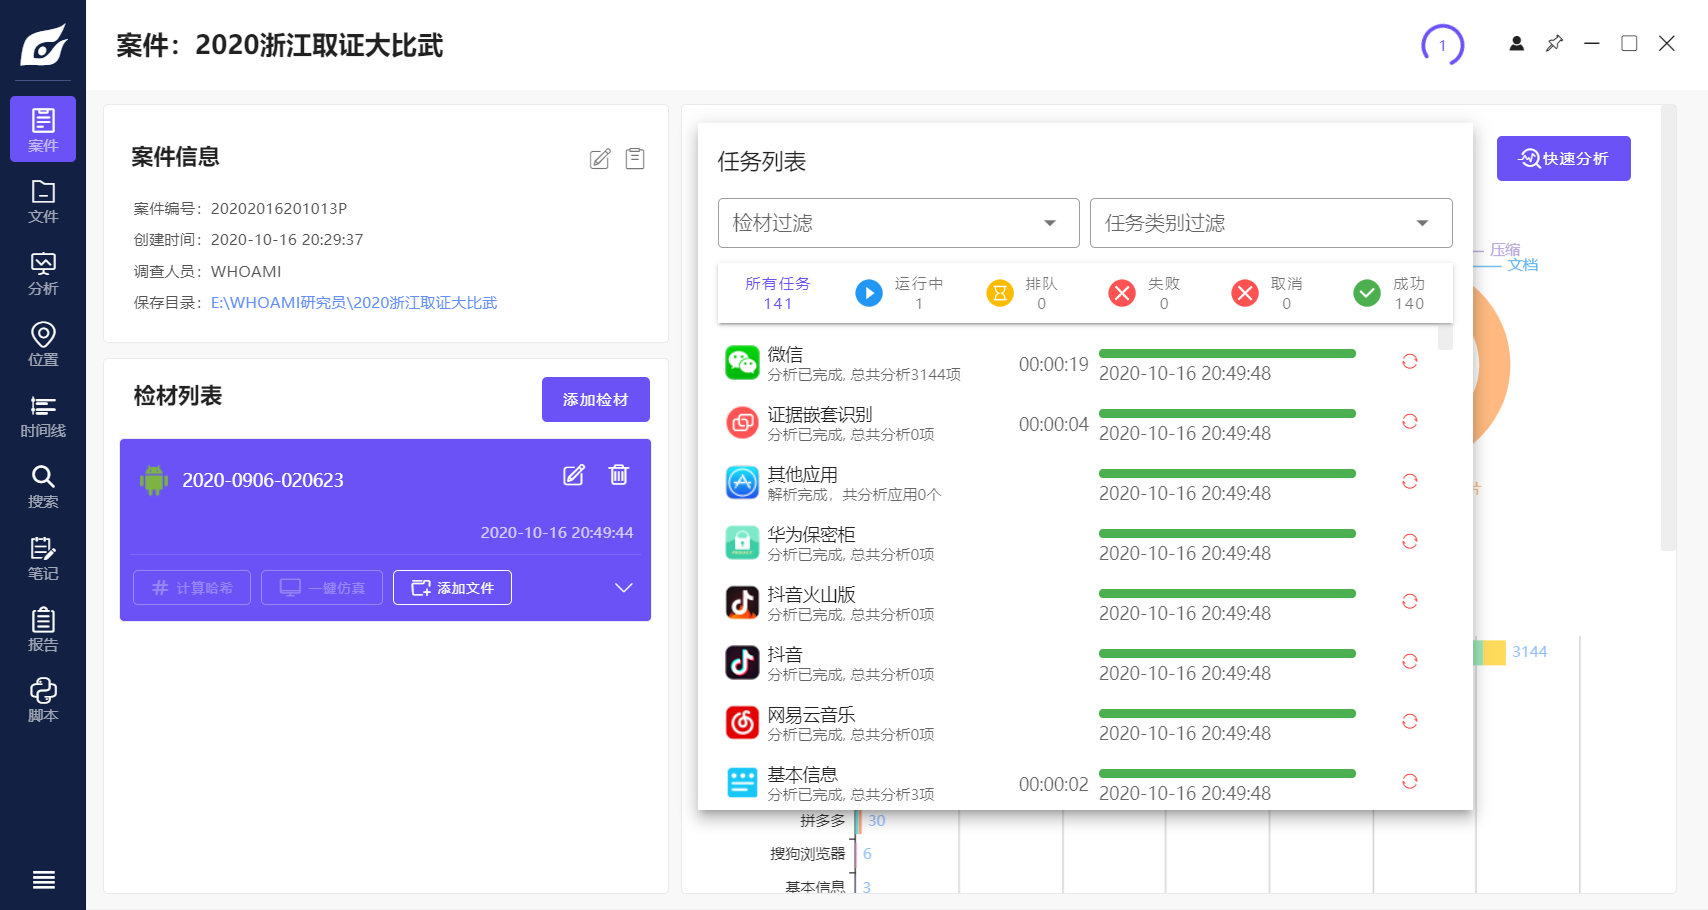 案件：2020浙江取证大比武
1
案件
文件
分析
位置
时间线
搜索
笔记
报告
脚本
案件信息
案件编号：20202016201013P
创建时间：2020-10-16 20:29:37
调查人员：WHOAMI
保存目录：E:\WHOAMI研究员\2020浙江取证大比武
检材列表
添加检材
2020-0906-020623
2020-10-16 20:49:44
计算哈希
一键仿真
添加文件
任务列表
检材过滤
任务类别过滤
所有任务 141
运行中 1
排队 0
失败 0
取消 0
成功 140
微信
分析已完成, 总共分析3144项
00:00:19
2020-10-16 20:49:48
证据嵌套识别
分析已完成, 总共分析0项
00:00:04
2020-10-16 20:49:48
其他应用
解析完成，共分析应用0个
2020-10-16 20:49:48
华为保密柜
分析已完成, 总共分析0项
2020-10-16 20:49:48
抖音火山版
分析已完成, 总共分析0项
2020-10-16 20:49:48
抖音
分析已完成, 总共分析0项
2020-10-16 20:49:48
网易云音乐
分析已完成, 总共分析0项
2020-10-16 20:49:48
基本信息
分析已完成, 总共分析3项
00:00:02
2020-10-16 20:49:48
快速分析
压缩
文档
片
3144
拼多多 30
搜狗浏览器 6
基本信息 3